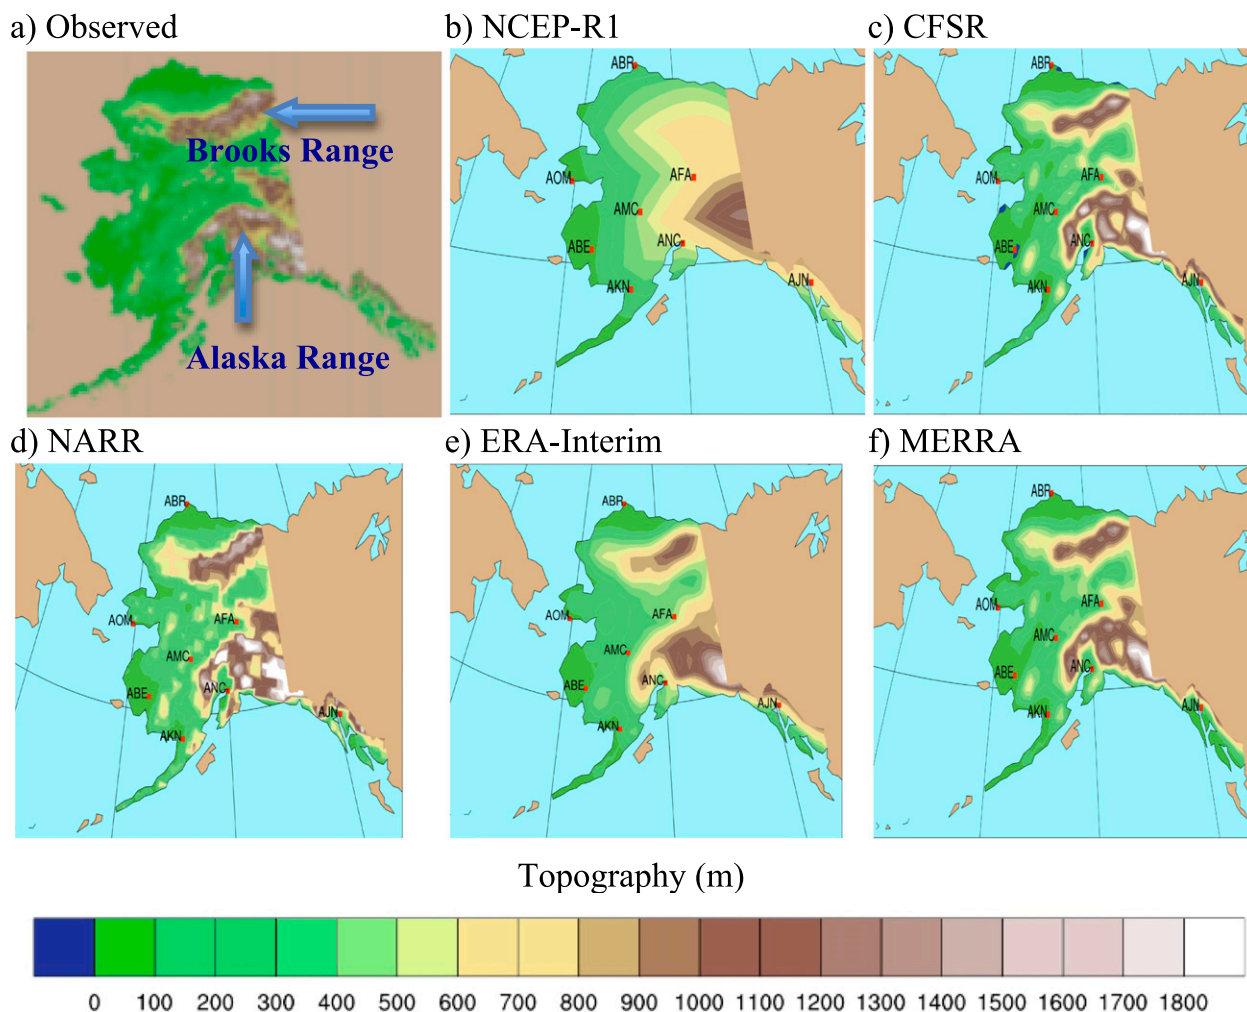 a) Observed
b) NCEP-R1
c) CFSR
Brooks Range
Alaska Range
ABR
AOM
AFA
AMC
ABE
ANC
AKN
AJN
ABR
AOM
AFA
AMC
ABE
ANC
AKN
AJN
d) NARR
e) ERA-Interim
f) MERRA
ABR
AOM
AFA
AMC
ABE
ANC
AKN
AJN
ABR
AOM
AFA
AMC
ABE
ANC
AKN
AJN
ABR
AOM
AFA
AMC
ABE
ANC
AKN
AJN
Topography (m)
0 100 200 300 400 500 600 700 800 900 1000 1100 1200 1300 1400 1500 1600 1700 1800